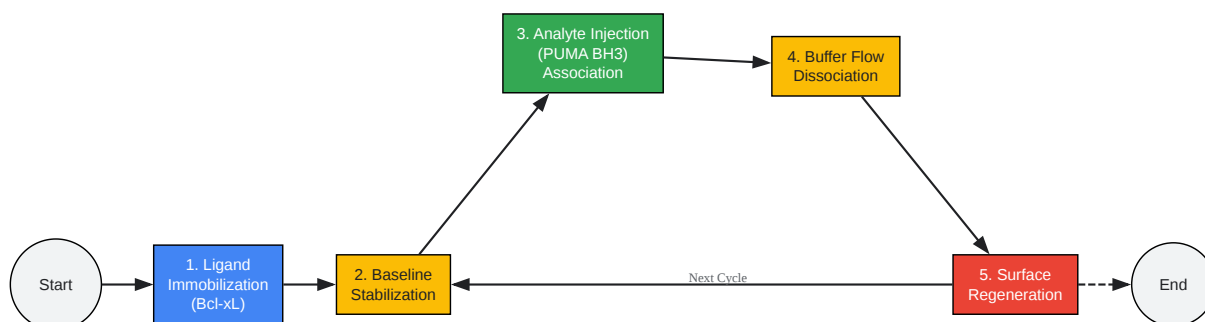 Start
1. Ligand
Immobilization
(Bcl-xL)
2. Baseline
Stabilization
3. Analyte Injection
(PUMA BH3)
Association
4. Buffer Flow
Dissociation
5. Surface
Regeneration
Next Cycle
End